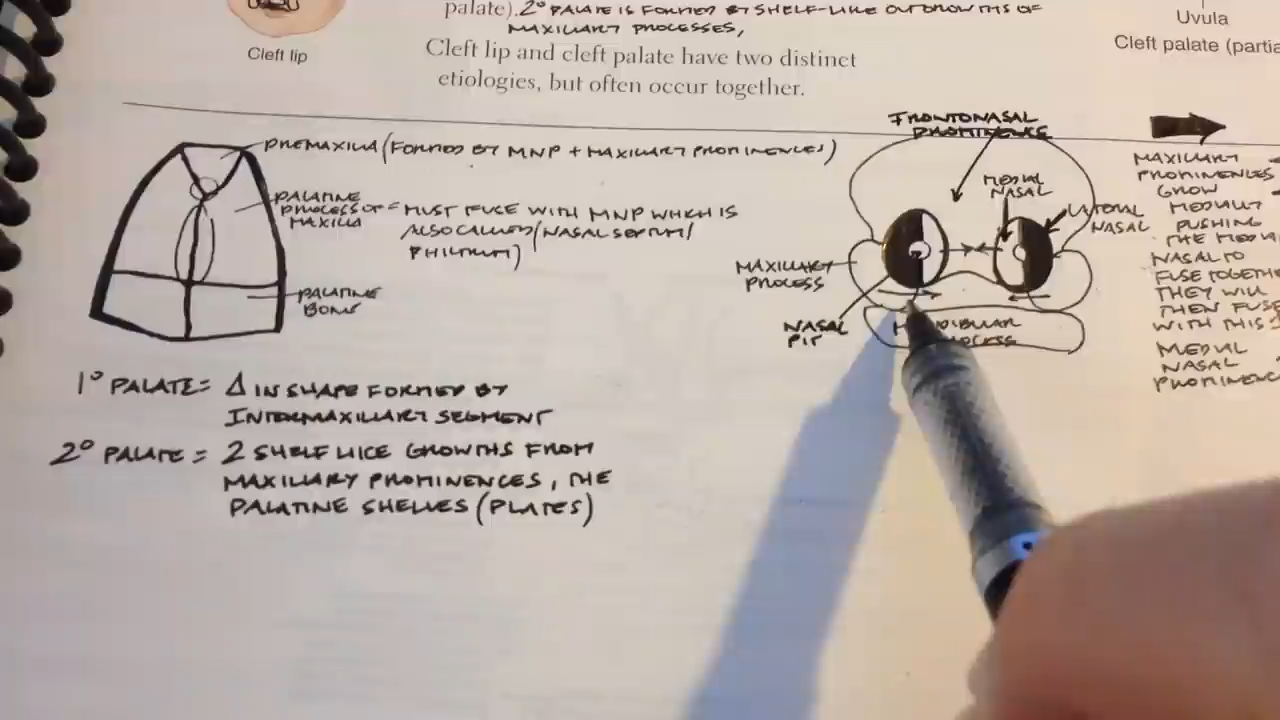 palate). 2° PALATE IS FORMED BY SHELF-LIKE OUTGROWTHS OF
MAXILLARY PROCESSES,
Cleft lip
Cleft lip and cleft palate have two distinct
etiologies, but often occur together.
Uvula
Cleft palate (partia
PREMAXILLA (FORMED BY MNP + MAXILLARY PROMINENCES)
PALATINE
PROCESS OF = MUST FUSE WITH MNP WHICH IS
MAXILLA
ALSO CALLED (NASAL SEPTUM/
PHILTRUM)
PALATINE
BONE
1° PALATE = Δ IN SHAPE FORMED BY
INTERMAXILLARY SEGMENT
2° PALATE = 2 SHELF LIKE GROWTHS FROM
MAXILLARY PROMINENCES, THE
PALATINE SHELVES (PLATES)
FRONTONASAL
PROMINENCE
MEDIAL
NASAL
LATERAL
NASAL
MAXILLARY
PROCESS
NASAL
PIT
MAXILLARY
PROMINENCES
GROW
MEDIALLY
PUSHING
THE
NASAL TO
FUSE
THEY WILL
THEN FUSE
WITH THIS
MEDIAL
NASAL